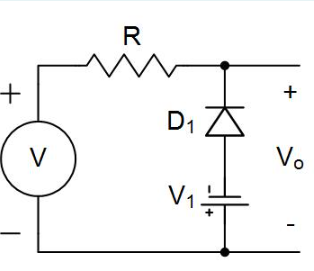 R
+
+
D1
V
Vo
V1
-
+
–
-